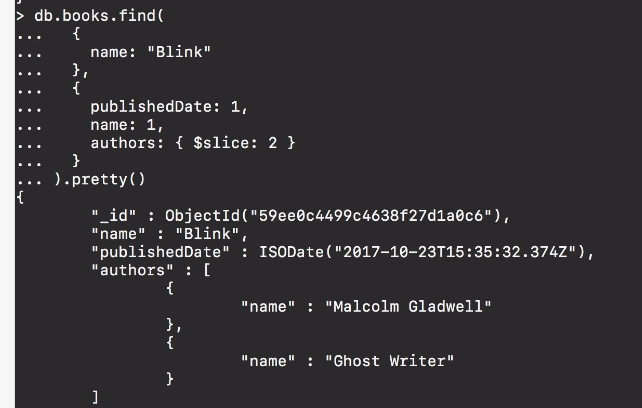 > db.books.find(
...   {
...     name: "Blink"
...   },
...   {
...     publishedDate: 1,
...     name: 1,
...     authors: { $slice: 2 }
...   }
... ).pretty()
{
        "_id" : ObjectId("59ee0c4499c4638f27d1a0c6"),
        "name" : "Blink",
        "publishedDate" : ISODate("2017-10-23T15:35:32.374Z"),
        "authors" : [
                {
                        "name" : "Malcolm Gladwell"
                },
                {
                        "name" : "Ghost Writer"
                }
        ]